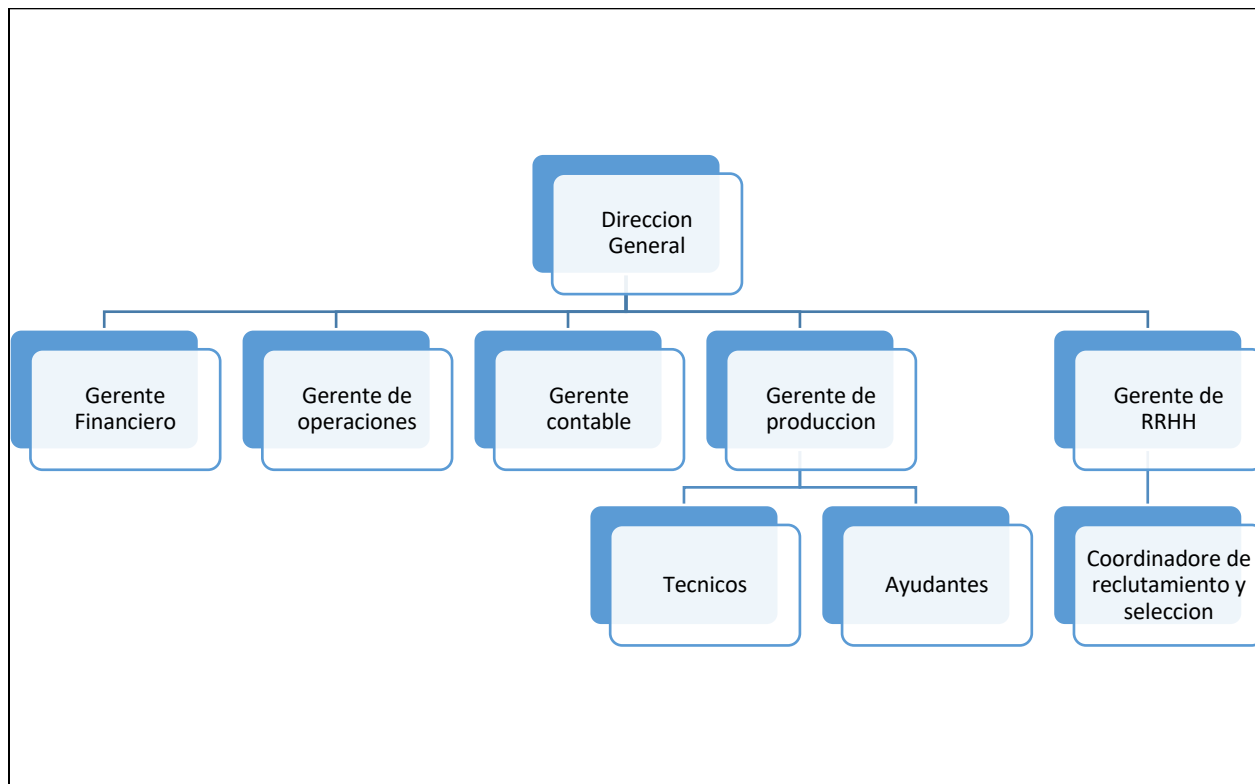 Direccion
General
Gerente
Financiero
Gerente de
operaciones
Gerente
contable
Gerente de
produccion
Gerente de
RRHH
Tecnicos
Ayudantes
Coordinadore de
reclutamiento y
seleccion